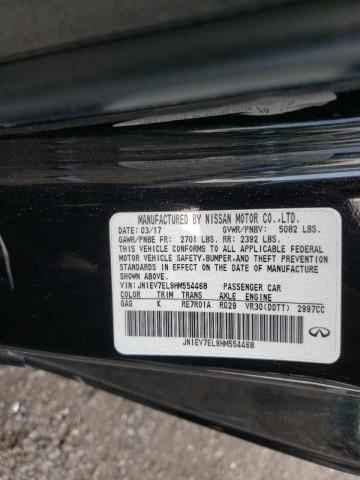 MANUFACTURED BY NISSAN MOTOR CO.,LTD.
DATE: 03/17 GVWR/PNBV: 5082 LBS.
GAWR/PNBE FR: 2701 LBS. RR: 2392 LBS.
THIS VEHICLE CONFORMS TO ALL APPLICABLE FEDERAL
MOTOR VEHICLE SAFETY,BUMPER,AND THEFT PREVENTION
STANDARDS IN EFFECT ON THE DATE OF MANUFACTURE
SHOWN ABOVE.
VIN: JN1EV7EL9HM554468 PASSENGER CAR
COLOR TRIM TRANS AXLE ENGINE
GAG K RE7R01A RG29 VR30(DDTT) 2997CC
JN1EV7EL9HM554468